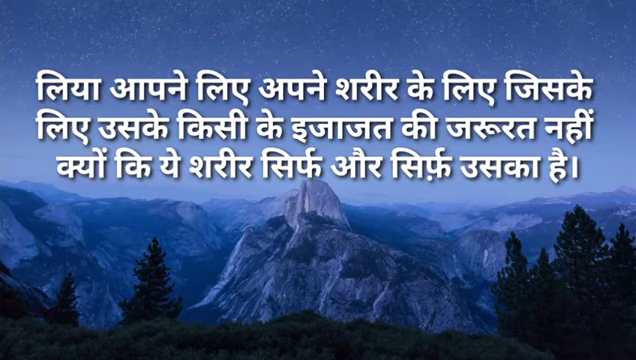 लिया आपने लिए अपने शरीर के लिए जिसके
लिए उसके किसी के इजाजत की जरूरत नहीं
क्यों कि ये शरीर सिर्फ और सिर्फ़ उसका है।